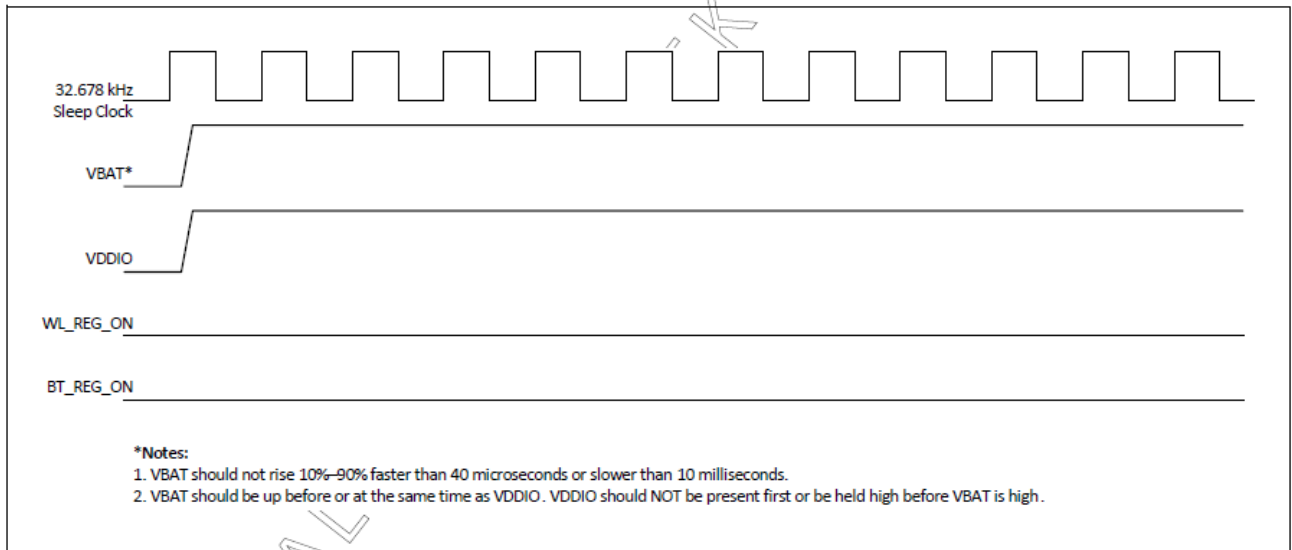 32.678 kHz
Sleep Clock
VBAT*
VDDIO
WL_REG_ON
BT_REG_ON
*Notes:
1. VBAT should not rise 10%–90% faster than 40 microseconds or slower than 10 milliseconds.
2. VBAT should be up before or at the same time as VDDIO. VDDIO should NOT be present first or be held high before VBAT is high.